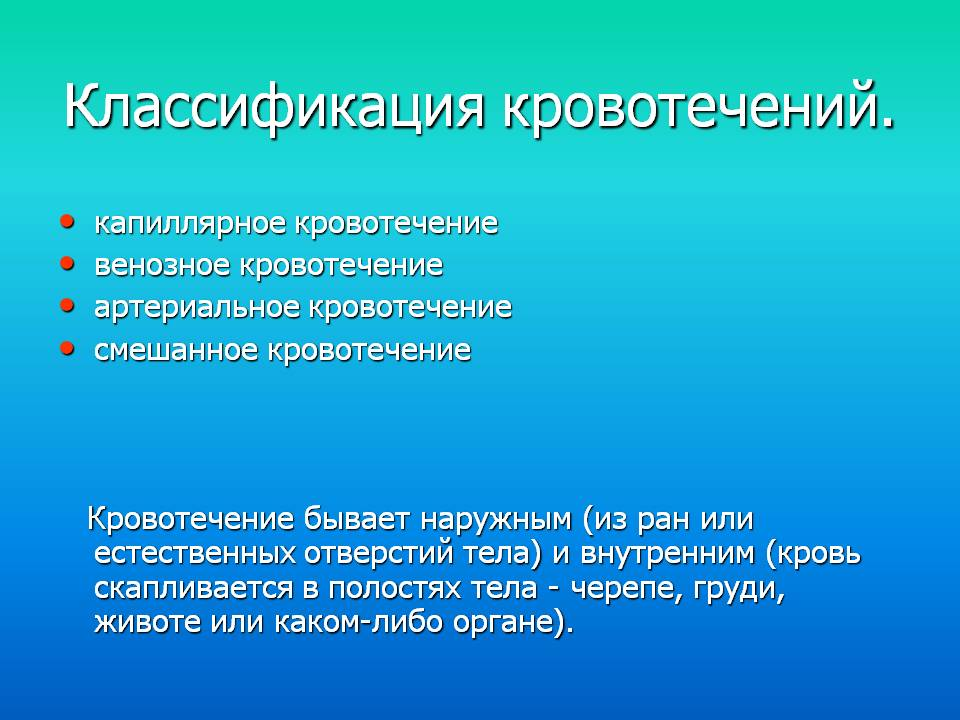 Классификация кровотечений.
• капиллярное кровотечение
• венозное кровотечение
• артериальное кровотечение
• смешанное кровотечение
Кровотечение бывает наружным (из ран или
естественных отверстий тела) и внутренним (кровь
скапливается в полостях тела - черепе, груди,
животе или каком-либо органе).